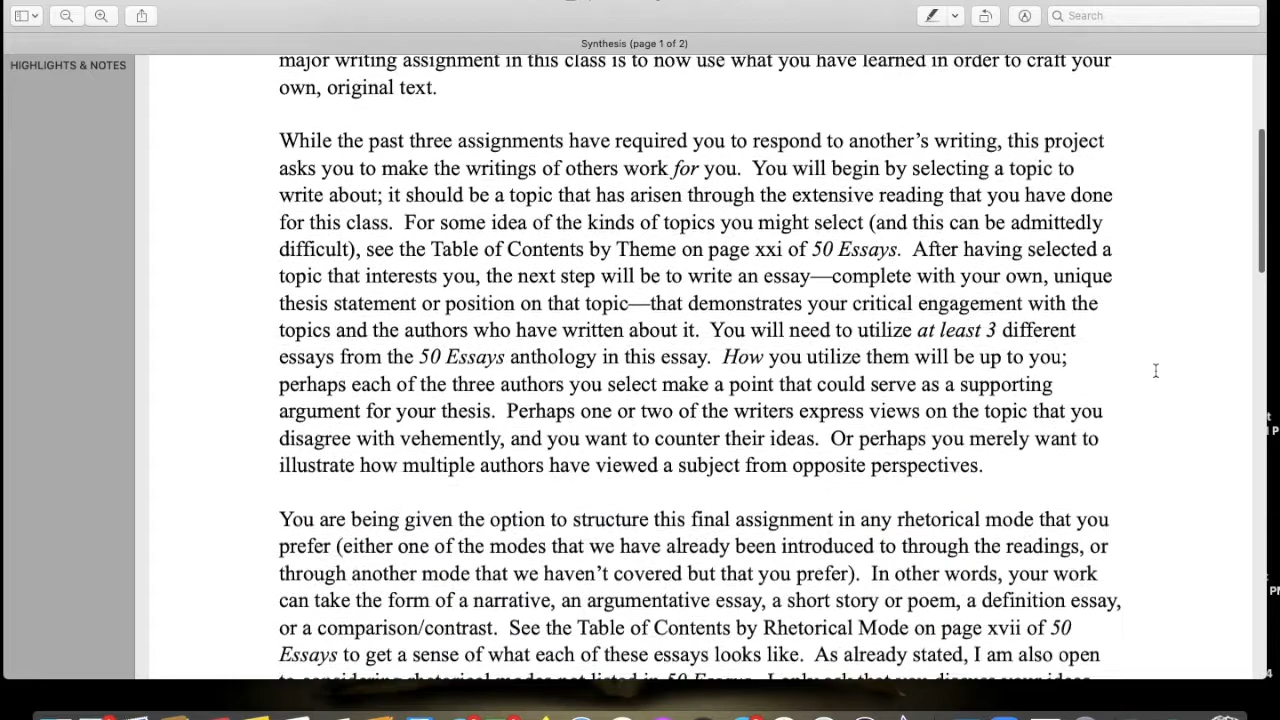 Search
Synthesis (page 1 of 2)
HIGHLIGHTS & NOTES
major writing assignment in this class is to now use what you have learned in order to craft your
own, original text.
While the past three assignments have required you to respond to another’s writing, this project
asks you to make the writings of others work for you.  You will begin by selecting a topic to
write about; it should be a topic that has arisen through the extensive reading that you have done
for this class.  For some idea of the kinds of topics you might select (and this can be admittedly
difficult), see the Table of Contents by Theme on page xxi of 50 Essays.  After having selected a
topic that interests you, the next step will be to write an essay—complete with your own, unique
thesis statement or position on that topic—that demonstrates your critical engagement with the
topics and the authors who have written about it.  You will need to utilize at least 3 different
essays from the 50 Essays anthology in this essay.  How you utilize them will be up to you;
perhaps each of the three authors you select make a point that could serve as a supporting
argument for your thesis.  Perhaps one or two of the writers express views on the topic that you
disagree with vehemently, and you want to counter their ideas.  Or perhaps you merely want to
illustrate how multiple authors have viewed a subject from opposite perspectives.
You are being given the option to structure this final assignment in any rhetorical mode that you
prefer (either one of the modes that we have already been introduced to through the readings, or
through another mode that we haven’t covered but that you prefer).  In other words, your work
can take the form of a narrative, an argumentative essay, a short story or poem, a definition essay,
or a comparison/contrast.  See the Table of Contents by Rhetorical Mode on page xvii of 50
Essays to get a sense of what each of these essays looks like.  As already stated, I am also open
to considering rhetorical modes not listed in 50 Essays. I only ask that you discuss your ideas